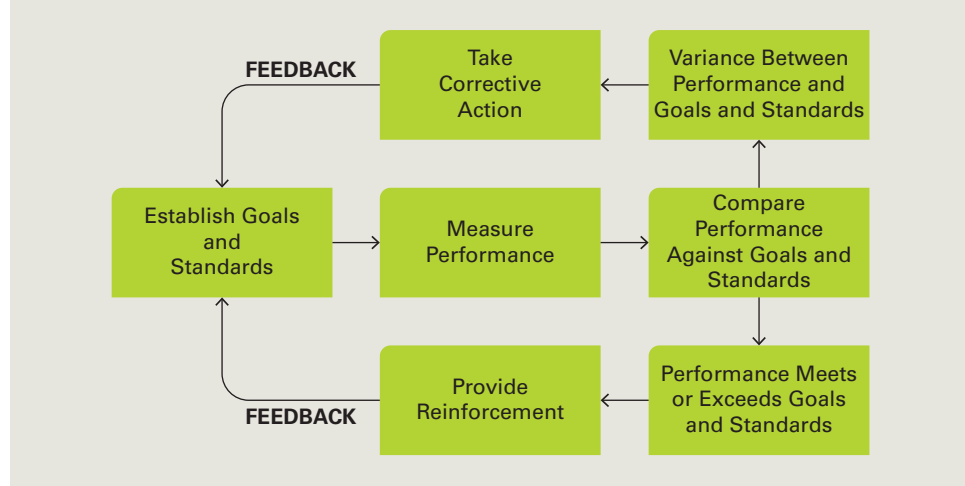 FEEDBACK
Take
Corrective
Action
Variance Between
Performance and
Goals and Standards
Establish Goals
and
Standards
Measure
Performance
Compare
Performance
Against Goals and
Standards
FEEDBACK
Provide
Reinforcement
Performance Meets
or Exceeds Goals
and Standards